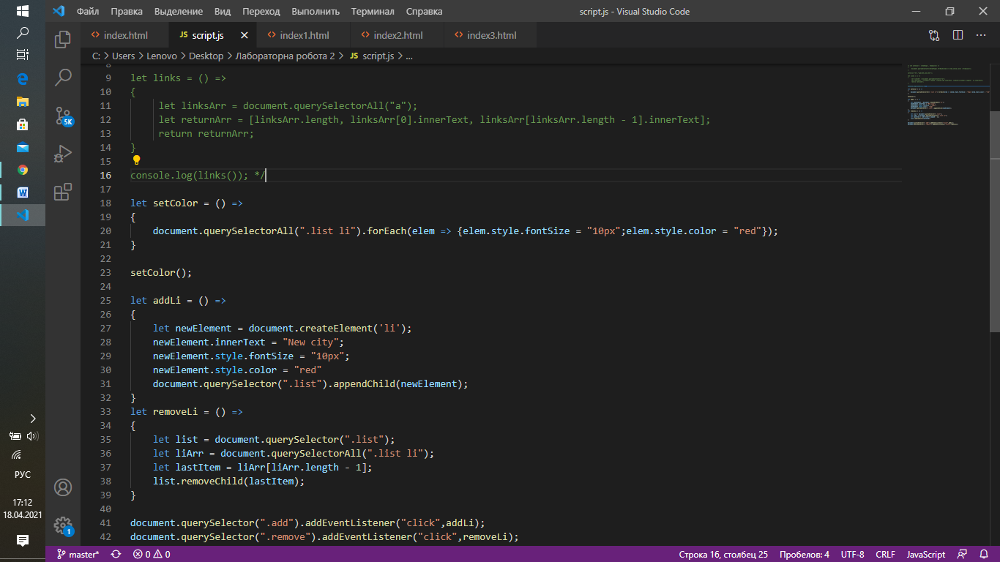 Файл Правка Выделение Вид Переход Выполнить Терминал Справка script.js - Visual Studio Code
index.html JS script.js index1.html index2.html index3.html
C: > Users > Lenovo > Desktop > Лабораторна робота 2 > JS script.js > ...
8
9 let links = () =>
10 {
11 let linksArr = document.querySelectorAll("a");
12 let returnArr = [linksArr.length, linksArr[0].innerText, linksArr[linksArr.length - 1].innerText];
13 return returnArr;
14 }
15
16 console.log(links()); */
17
18 let setColor = () =>
19 {
20 document.querySelectorAll(".list li").forEach(elem => {elem.style.fontSize = "10px";elem.style.color = "red"});
21 }
22
23 setColor();
24
25 let addLi = () =>
26 {
27 let newElement = document.createElement('li');
28 newElement.innerText = "New city";
29 newElement.style.fontSize = "10px";
30 newElement.style.color = "red"
31 document.querySelector(".list").appendChild(newElement);
32 }
33 let removeLi = () =>
34 {
35 let list = document.querySelector(".list");
36 let liArr = document.querySelectorAll(".list li");
37 let lastItem = liArr[liArr.length - 1];
38 list.removeChild(lastItem);
39 }
40
41 document.querySelector(".add").addEventListener("click",addLi);
42 document.querySelector(".remove").addEventListener("click",removeLi);
5K
1
РУС
17:12
18.04.2021
master* 0 0 Строка 16, столбец 25 Пробелов: 4 UTF-8 CRLF JavaScript